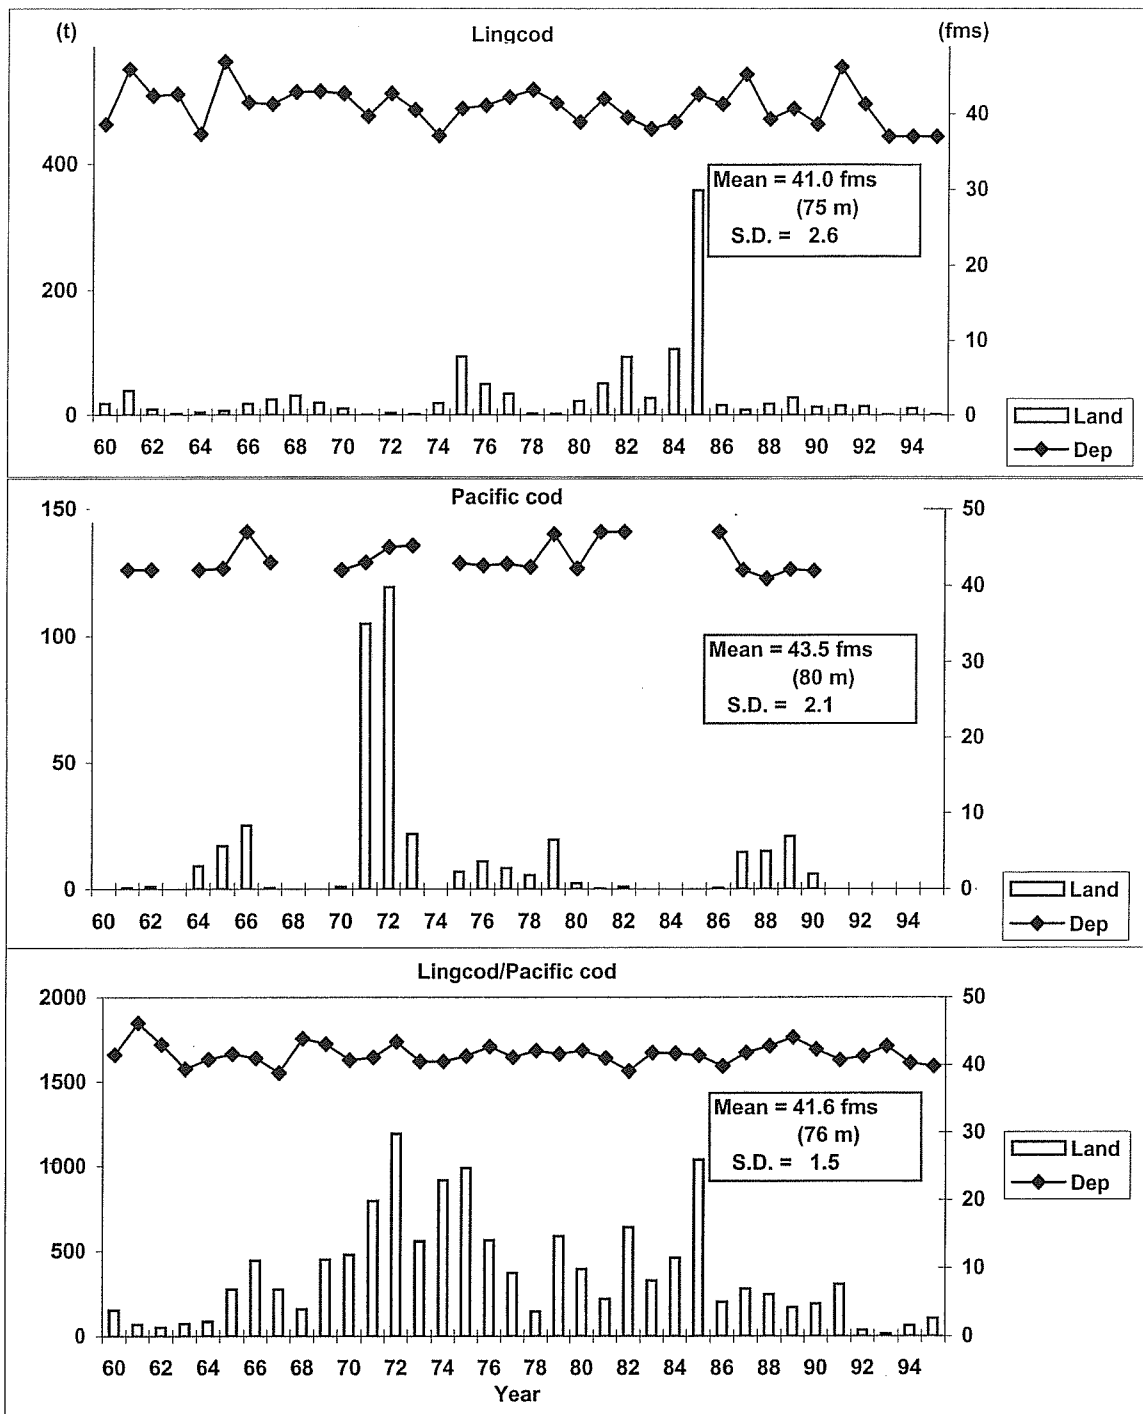 (t) Lingcod (fms)
400
200
0
40
30
20
10
0
Mean = 41.0 fms
(75 m)
S.D. = 2.6
60 62 64 66 68 70 72 74 76 78 80 82 84 86 88 90 92 94
Land
Dep
Pacific cod
150
100
50
0
50
40
30
20
10
0
Mean = 43.5 fms
(80 m)
S.D. = 2.1
60 62 64 66 68 70 72 74 76 78 80 82 84 86 88 90 92 94
Land
Dep
Lingcod/Pacific cod
2000
1500
1000
500
0
50
40
30
20
10
0
Mean = 41.6 fms
(76 m)
S.D. = 1.5
60 62 64 66 68 70 72 74 76 78 80 82 84 86 88 90 92 94
Year
Land
Dep